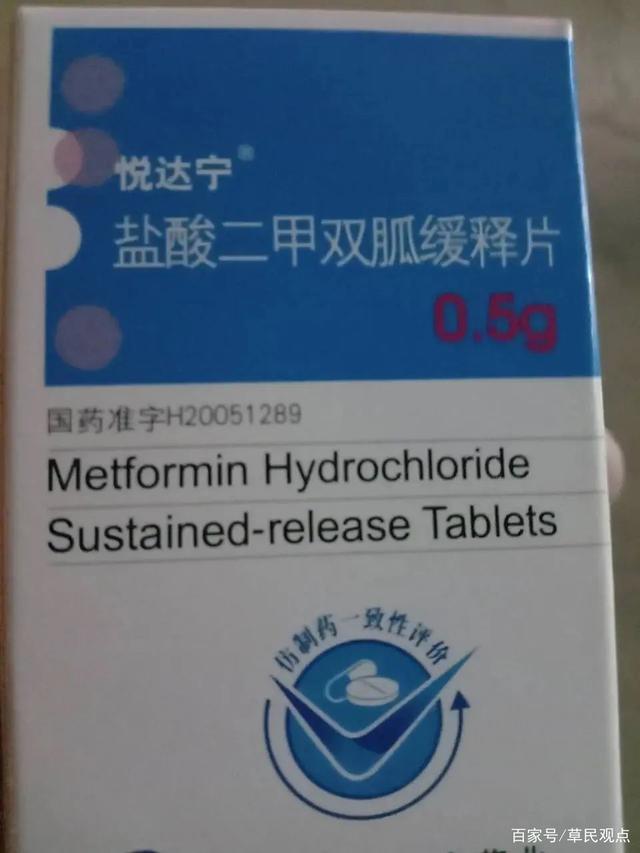 悦达宁®
盐酸二甲双胍缓释片
0.5g
国药准字H20051289
Metformin Hydrochloride
Sustained-release Tablets
仿制药一致性评价
百家号/草民观点